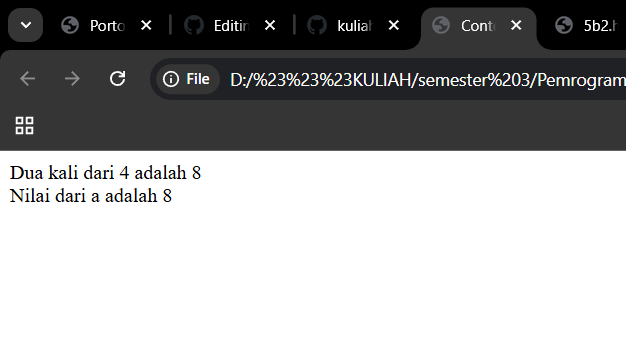 Porto
Editin
kuliah
Conto
5b2.h
File D:/%23%23%23KULIAH/semester%203/Pemrogram
Dua kali dari 4 adalah 8
Nilai dari a adalah 8